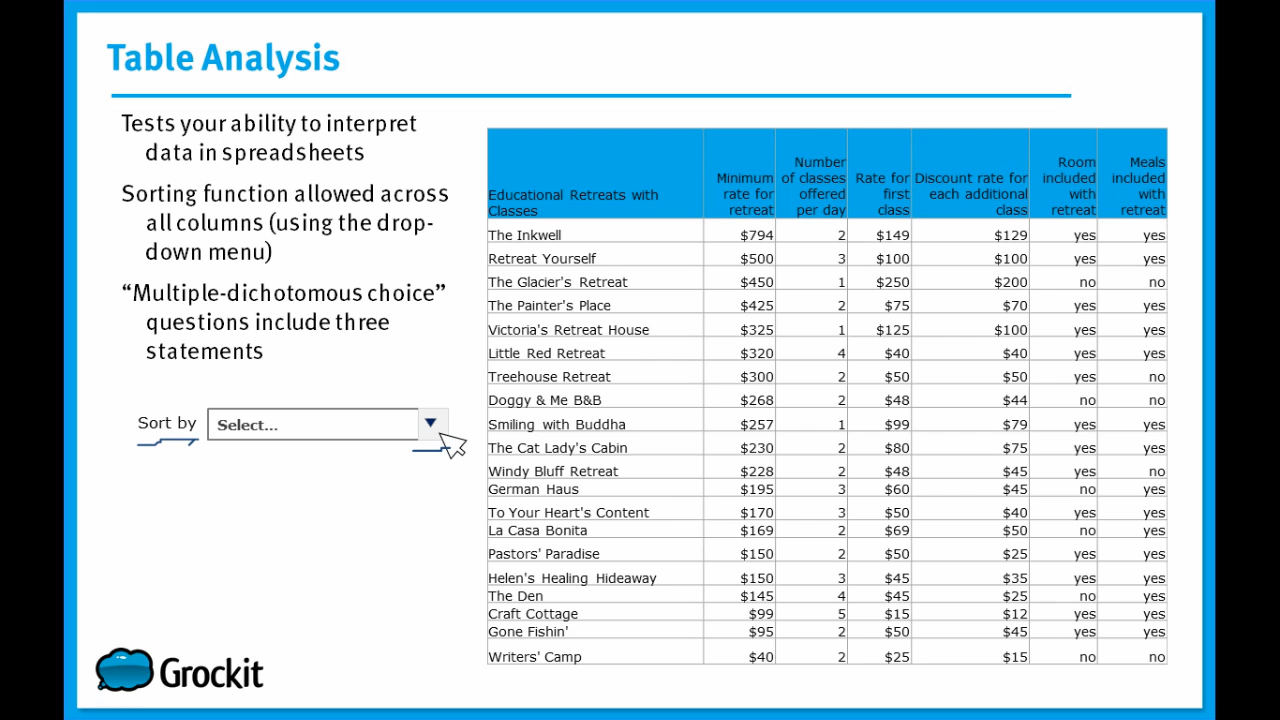 Table Analysis
Tests your ability to interpret
data in spreadsheets
Sorting function allowed across
all columns (using the drop-
down menu)
“Multiple-dichotomous choice”
questions include three
statements
Sort by Select...
Educational Retreats with Classes Minimum rate for retreat Number of classes offered per day Rate for first class Discount rate for each additional class Room included with retreat Meals included with retreat
The Inkwell $794 2 $149 $129 yes yes
Retreat Yourself $500 3 $100 $100 yes yes
The Glacier's Retreat $450 1 $250 $200 no no
The Painter's Place $425 2 $75 $70 yes yes
Victoria's Retreat House $325 1 $125 $100 yes yes
Little Red Retreat $320 4 $40 $40 yes yes
Treehouse Retreat $300 2 $50 $50 yes no
Doggy & Me B&B $268 2 $48 $44 no no
Smiling with Buddha $257 1 $99 $79 yes yes
The Cat Lady's Cabin $230 2 $80 $75 yes yes
Windy Bluff Retreat $228 2 $48 $45 yes no
German Haus $195 3 $60 $45 no yes
To Your Heart's Content $170 3 $50 $40 yes yes
La Casa Bonita $169 2 $69 $50 no yes
Pastors' Paradise $150 2 $50 $25 yes yes
Helen's Healing Hideaway $150 3 $45 $35 yes yes
The Den $145 4 $45 $25 no yes
Craft Cottage $99 5 $15 $12 yes yes
Gone Fishin' $95 2 $50 $45 yes yes
Writers' Camp $40 2 $25 $15 no no
Grockit